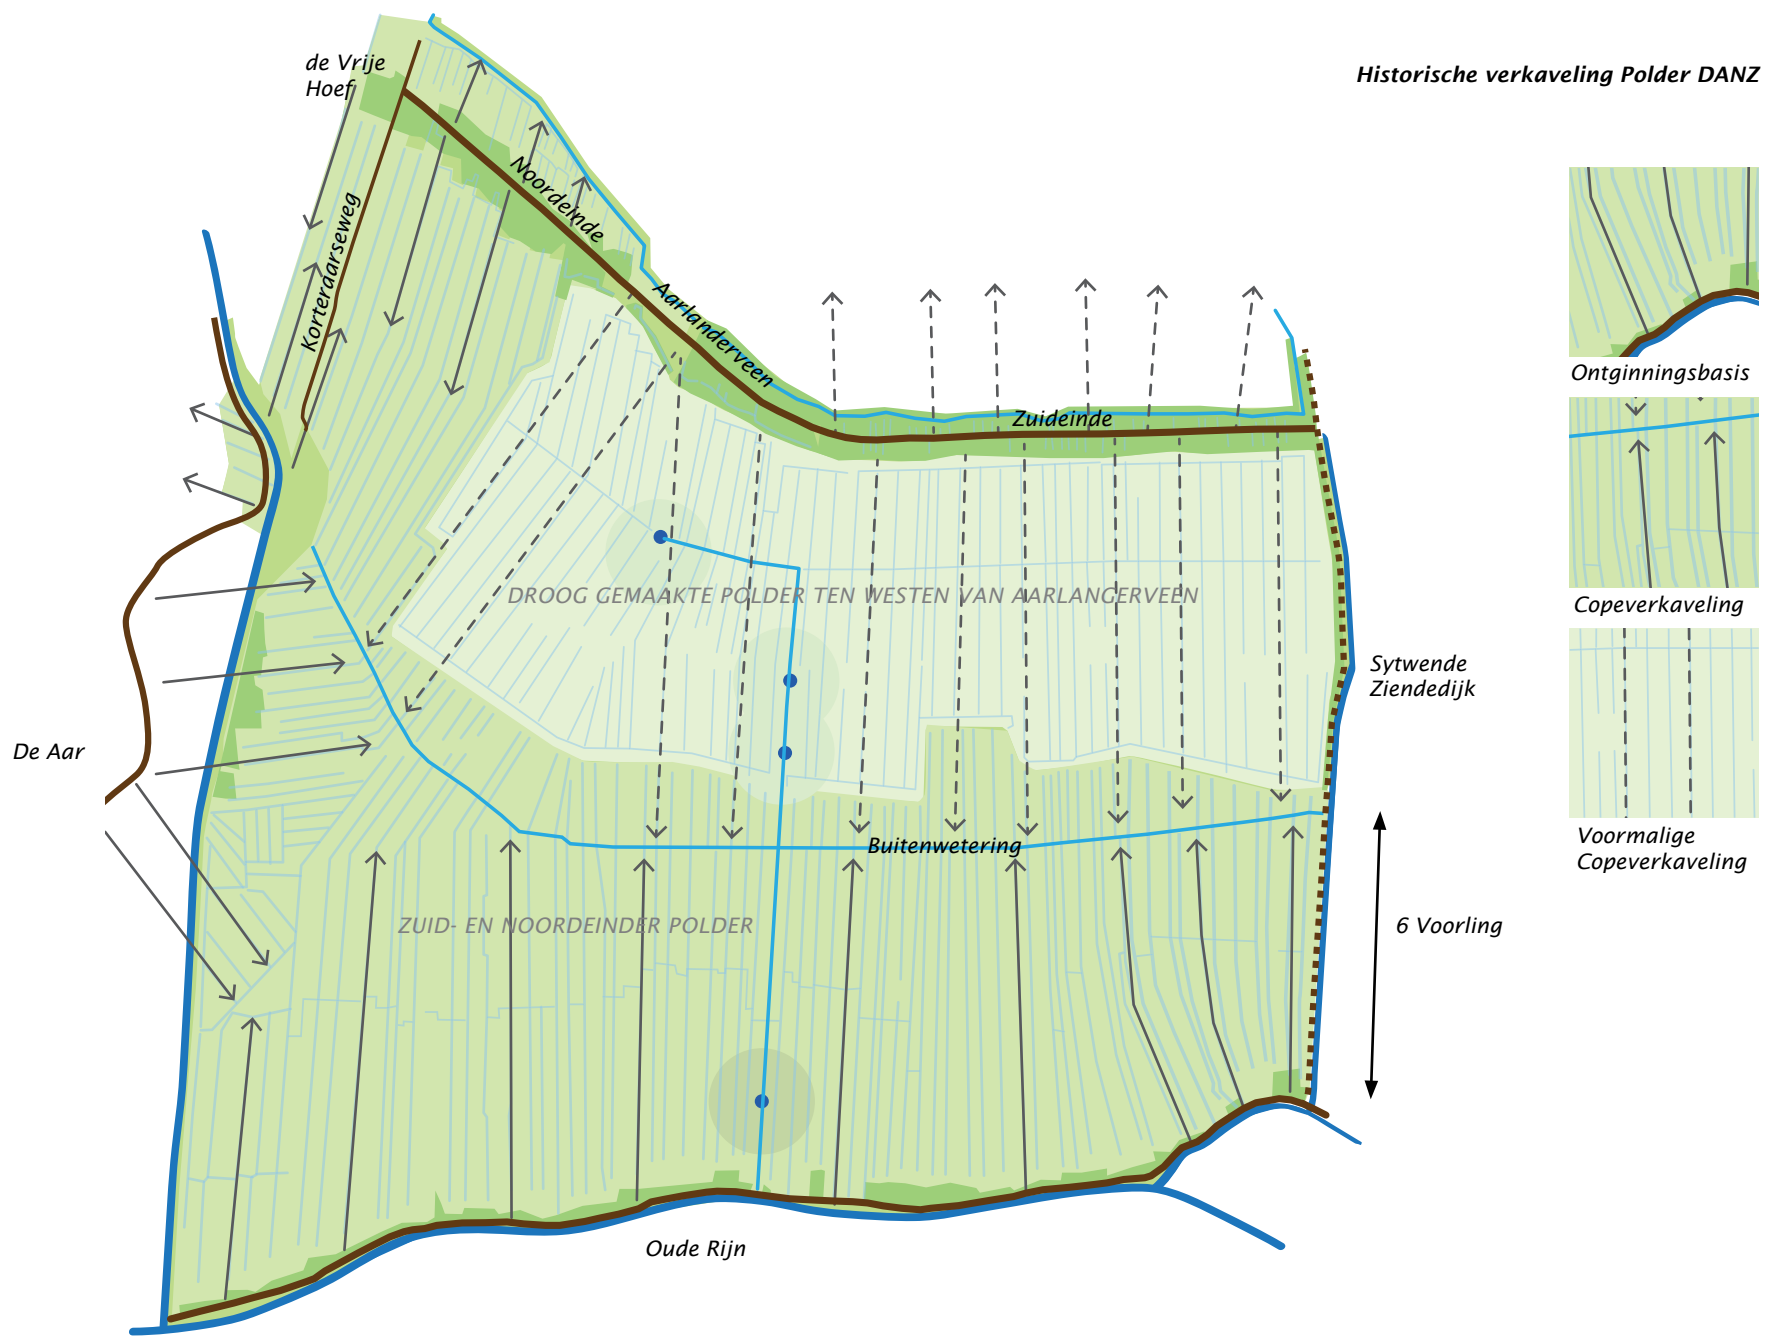 de Vrije
Hoef
Historische verkaveling Polder DANZ
Noordeinde
Korteraarseweg
Aarlanderveen
Zuideinde
Ontginningsbasis
DROOG GEMAAKTE POLDER TEN WESTEN VAN AARLANGERVEEN
Copeverkaveling
Sytwende
Ziendedijk
De Aar
Buitenwetering
Voormalige
Copeverkaveling
ZUID- EN NOORDEINDER POLDER
6 Voorling
Oude Rijn